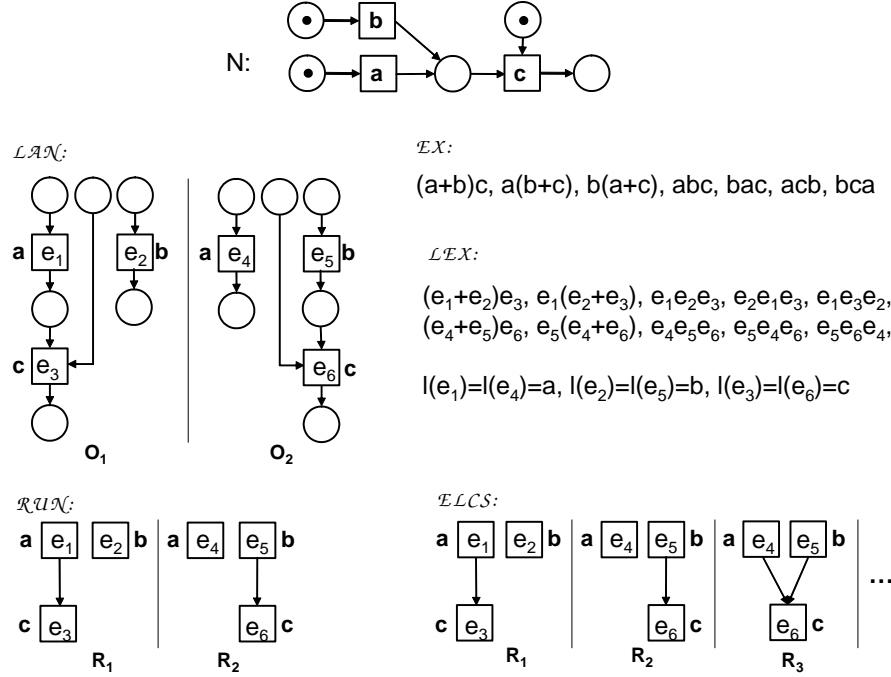 b
N:
a
c
LAN:
a e1 e2 b
c e3
O1
a e4 e5 b
e6 c
O2
EX:
(a+b)c, a(b+c), b(a+c), abc, bac, acb, bca
LEX:
(e1+e2)e3, e1(e2+e3), e1e2e3, e2e1e3, e1e3e2,
(e4+e5)e6, e5(e4+e6), e4e5e6, e5e4e6, e5e6e4,
l(e1)=l(e4)=a, l(e2)=l(e5)=b, l(e3)=l(e6)=c
RUN:
a e1 e2 b
c e3
R1
a e4 e5 b
e6 c
R2
ELCS:
a e1 e2 b
c e3
R1
a e4 e5 b
e6 c
R2
a e4 e5 b
e6 c
R3
...